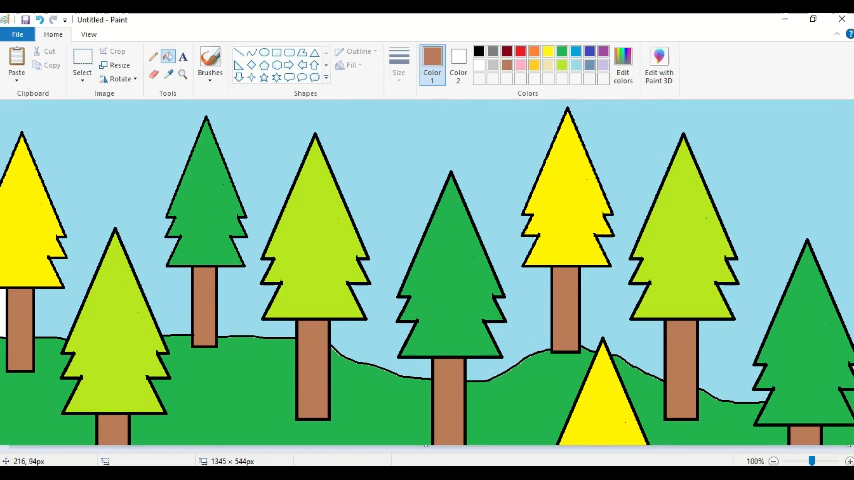 Untitled - Paint
File Home View
Paste
Cut
Copy
Clipboard
Select
Crop
Resize
Rotate
Image
A
Tools
Brushes
Outline
Fill
Shapes
Size
Color 1
Color 2
Edit colors
Edit with Paint 3D
Colors
216, 94px
1345 × 544px
100%